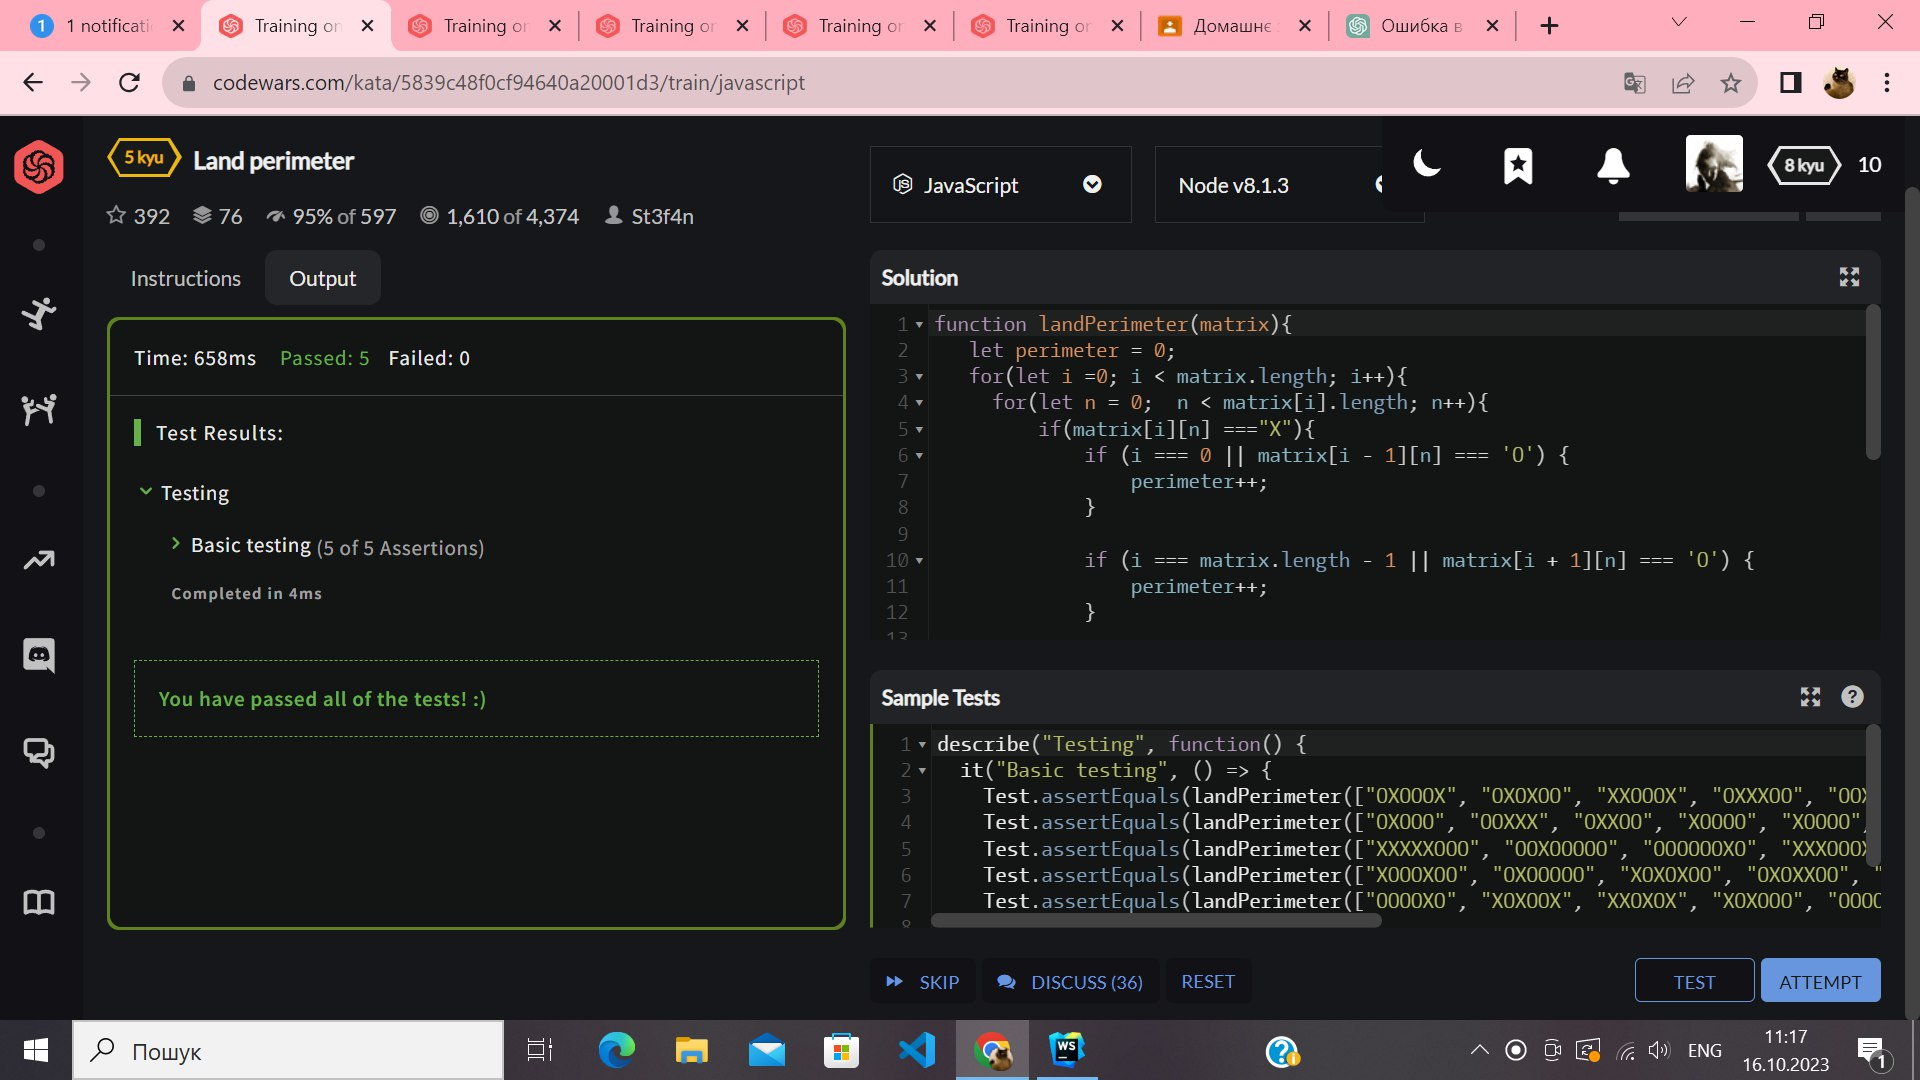 1 notificati
Training on
Training on
Training on
Training on
Training on
Домашнє
Ошибка в
codewars.com/kata/5839c48f0cf94640a20001d3/train/javascript
5 kyu
Land perimeter
392 76 95% of 597 1,610 of 4,374 St3f4n
JavaScript
Node v8.1.3
8 kyu
10
Instructions
Output
Time: 658ms Passed: 5 Failed: 0
Test Results:
Testing
Basic testing (5 of 5 Assertions)
Completed in 4ms
You have passed all of the tests! :)
Solution
1 function landPerimeter(matrix){
2 let perimeter = 0;
3 for(let i =0; i < matrix.length; i++){
4 for(let n = 0;  n < matrix[i].length; n++){
5 if(matrix[i][n] ==="X"){
6 if (i === 0 || matrix[i - 1][n] === 'O') {
7 perimeter++;
8 }
9
10 if (i === matrix.length - 1 || matrix[i + 1][n] === 'O') {
11 perimeter++;
12 }
13
Sample Tests
1 describe("Testing", function() {
2 it("Basic testing", () => {
3 Test.assertEquals(landPerimeter(["OXOOOX", "OXOXOO", "XXOOOX", "OXXXOO", "OOX
4 Test.assertEquals(landPerimeter(["OXOOO", "OOXXX", "OXXOO", "XOOOO", "XOOOO",
5 Test.assertEquals(landPerimeter(["XXXXXOOO", "OOXOOOOO", "OOOOOOXO", "XXXOOOX
6 Test.assertEquals(landPerimeter(["XOOOXOO", "OXOOOOO", "XOXOXOO", "OXOXXOO", "
7 Test.assertEquals(landPerimeter(["OOOOXO", "XOXOOX", "XXOXOX", "XOXOOO", "OOOO
8
SKIP
DISCUSS (36)
RESET
TEST
ATTEMPT
Пошук
WS
ENG
11:17
16.10.2023
1